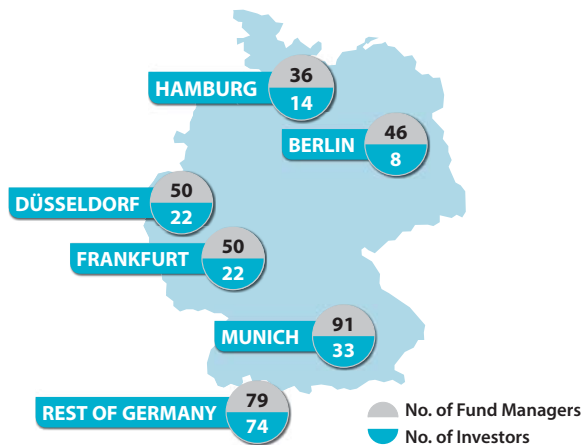 36
HAMBURG
14
46
BERLIN
8
50
DÜSSELDORF
22
50
FRANKFURT
22
91
MUNICH
33
79
REST OF GERMANY
74
No. of Fund Managers
No. of Investors